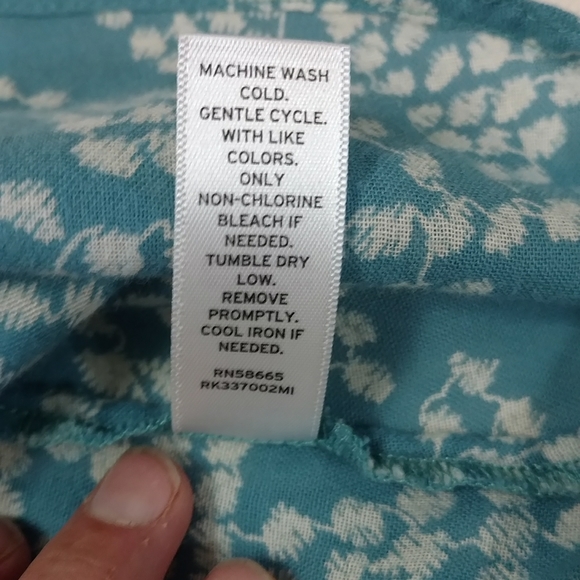 MACHINE WASH
COLD.
GENTLE CYCLE.
WITH LIKE
COLORS.
ONLY
NON-CHLORINE
BLEACH IF
NEEDED.
TUMBLE DRY
LOW.
REMOVE
PROMPTLY.
COOL IRON IF
NEEDED.
RN58665
RK337002MI